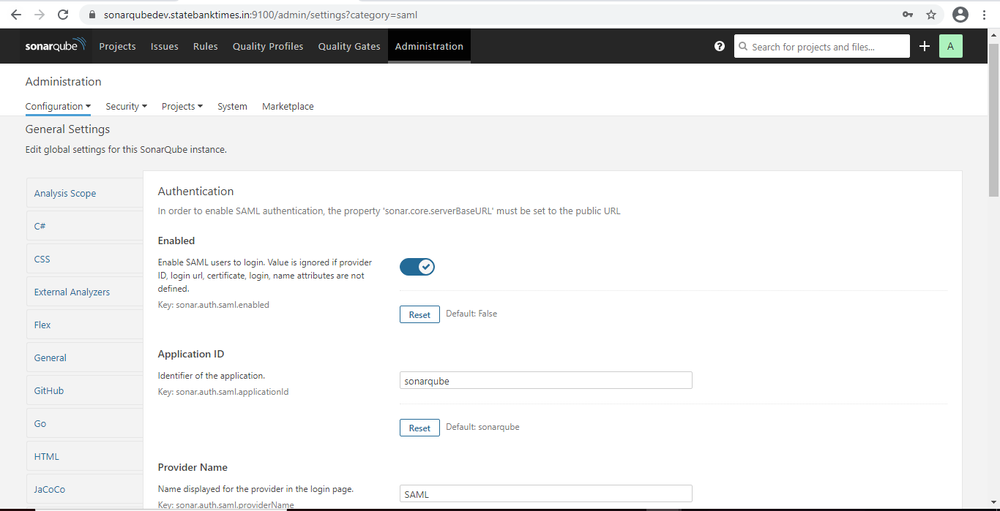 sonarqubedev.statebanktimes.in:9100/admin/settings?category=saml
sonarqube Projects Issues Rules Quality Profiles Quality Gates Administration ? Search for projects and files... A
Administration
Configuration Security Projects System Marketplace
General Settings
Edit global settings for this SonarQube instance.
Analysis Scope
C#
CSS
External Analyzers
Flex
General
GitHub
Go
HTML
JaCoCo
Authentication
In order to enable SAML authentication, the property 'sonar.core.serverBaseURL' must be set to the public URL
Enabled
Enable SAML users to login. Value is ignored if provider
ID, login url, certificate, login, name attributes are not
defined.
Key: sonar.auth.saml.enabled
Reset Default: False
Application ID
Identifier of the application.
Key: sonar.auth.saml.applicationId
sonarqube
Reset Default: sonarqube
Provider Name
Name displayed for the provider in the login page.
Key: sonar.auth.saml.providerName
SAML